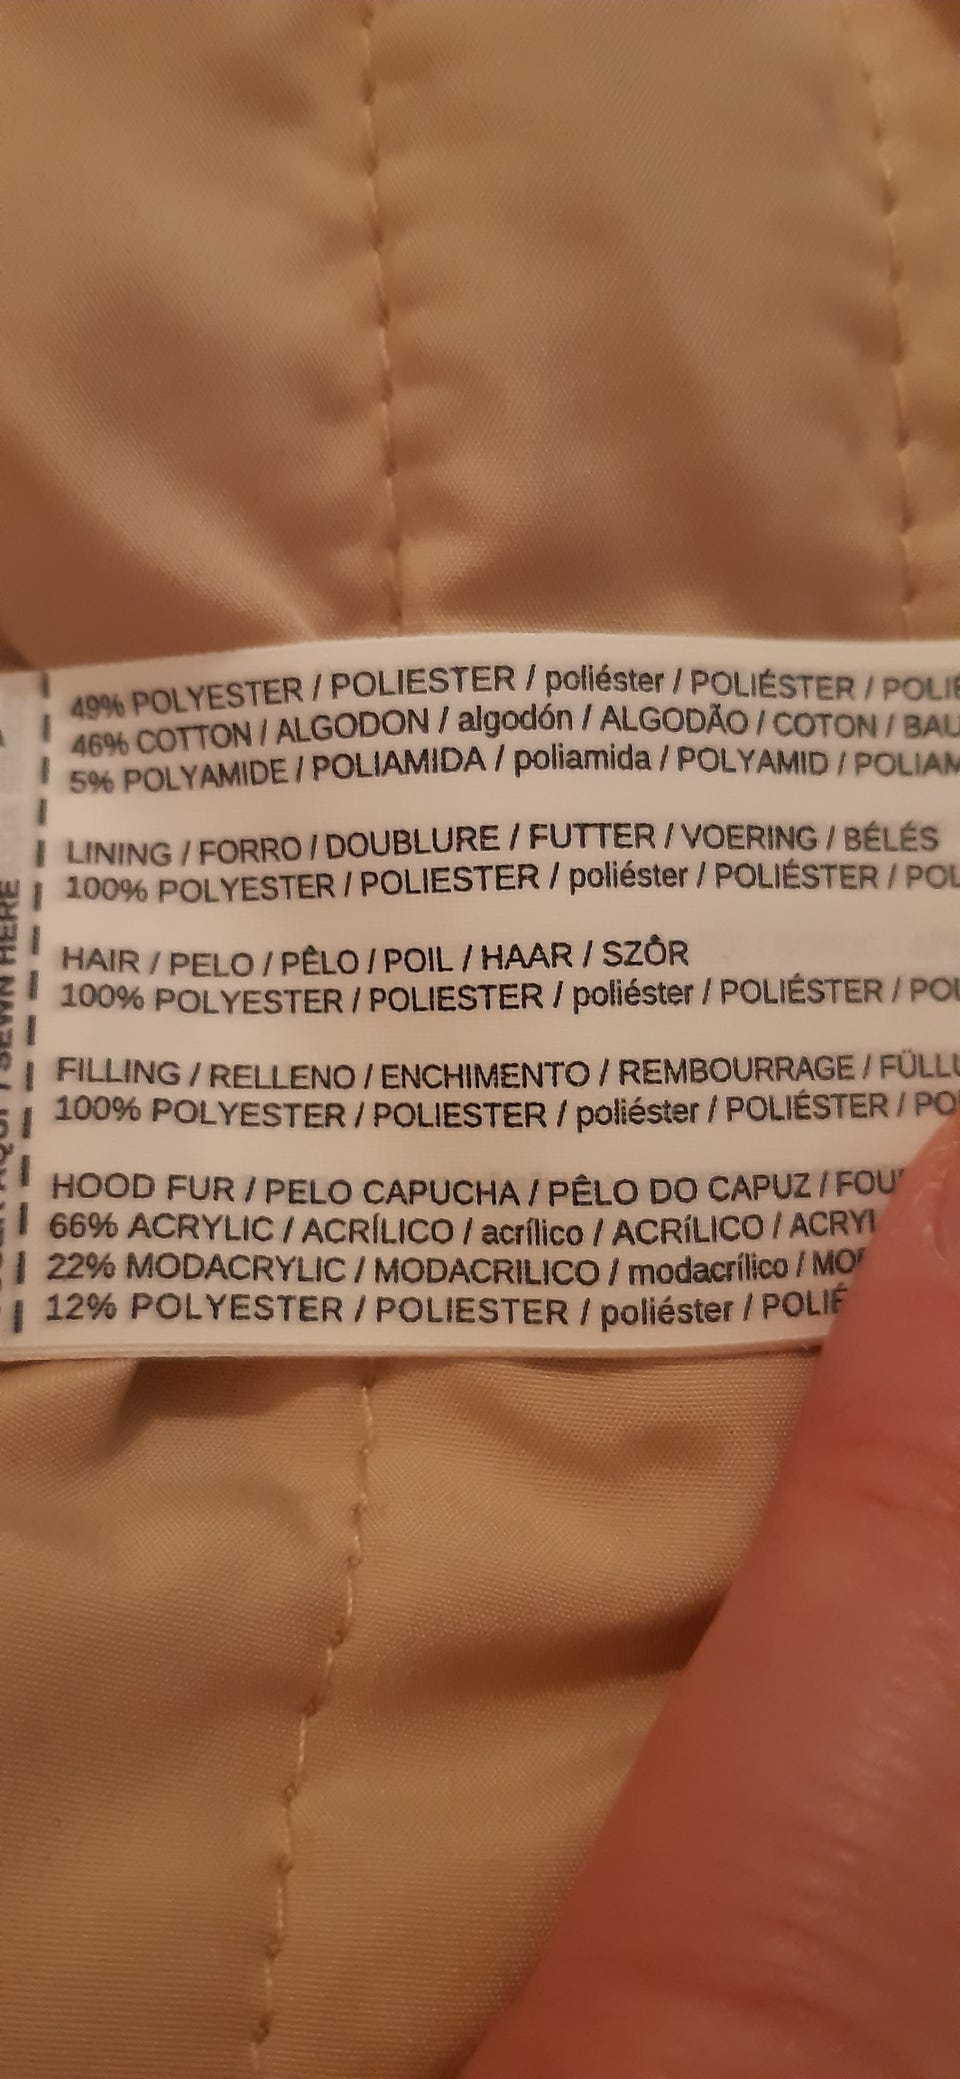 49% POLYESTER / POLIESTER / poliéster / POLIÉSTER /
46% COTTON / ALGODON / algodón / ALGODÃO / COTON /
5% POLYAMIDE / POLIAMIDA / poliamida / POLYAMID /
LINING / FORRO / DOUBLURE / FUTTER / VOERING / BÉLÉS
100% POLYESTER / POLIESTER / poliéster / POLIÉSTER /
HAIR / PELO / PÊLO / POIL / HAAR / SZÔR
100% POLYESTER / POLIESTER / poliéster / POLIÉSTER /
FILLING / RELLENO / ENCHIMENTO / REMBOURRAGE /
100% POLYESTER / POLIESTER / poliéster / POLIÉSTER /
HOOD FUR / PELO CAPUCHA / PÊLO DO CAPUZ /
66% ACRYLIC / ACRÍLICO / acrílico / ACRÍLICO /
22% MODACRYLIC / MODACRILICO / modacrílico /
12% POLYESTER / POLIESTER / poliéster /
AQUI / SEWN HERE